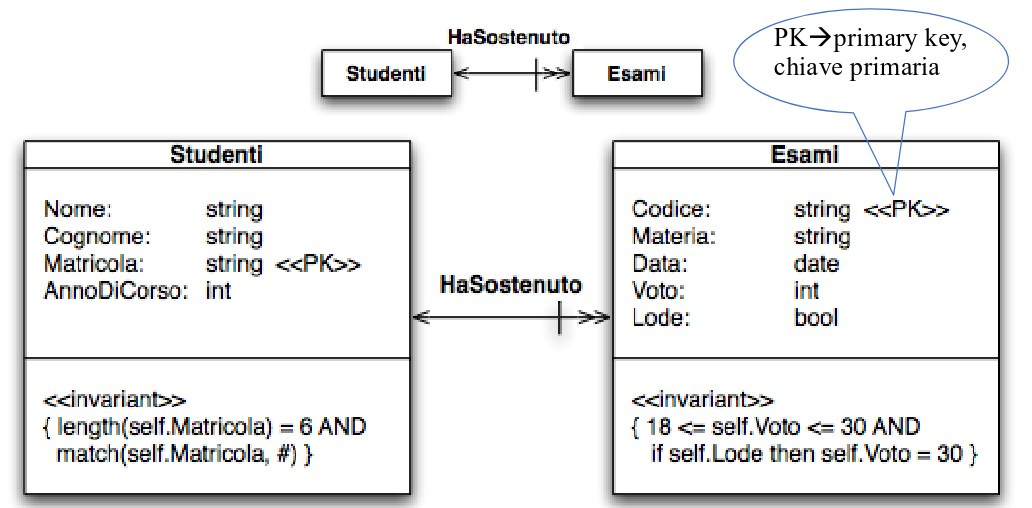 HaSostenuto
Studenti
Esami
PK→primary key,
chiave primaria
Studenti
Nome: string
Cognome: string
Matricola: string <<PK>>
AnnoDiCorso: int
<<invariant>>
{ length(self.Matricola) = 6 AND
match(self.Matricola, #) }
HaSostenuto
Esami
Codice: string <<PK>>
Materia: string
Data: date
Voto: int
Lode: bool
<<invariant>>
{ 18 <= self.Voto <= 30 AND
if self.Lode then self.Voto = 30 }